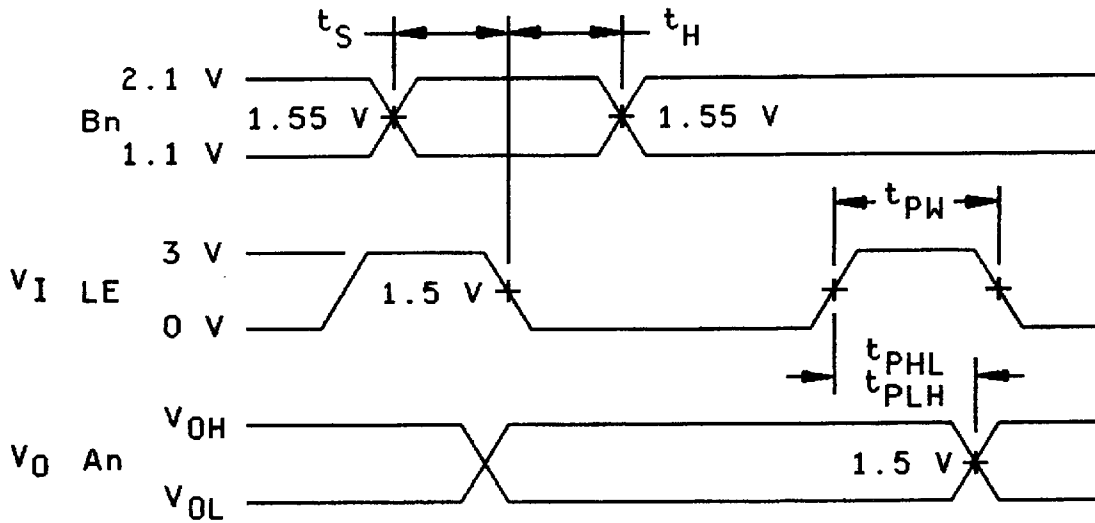 tS tH
2.1 V
Bn 1.55 V 1.55 V
1.1 V
tPW
3 V
VI LE 1.5 V
0 V
tPHL
tPLH
VOH
VO An 1.5 V
VOL